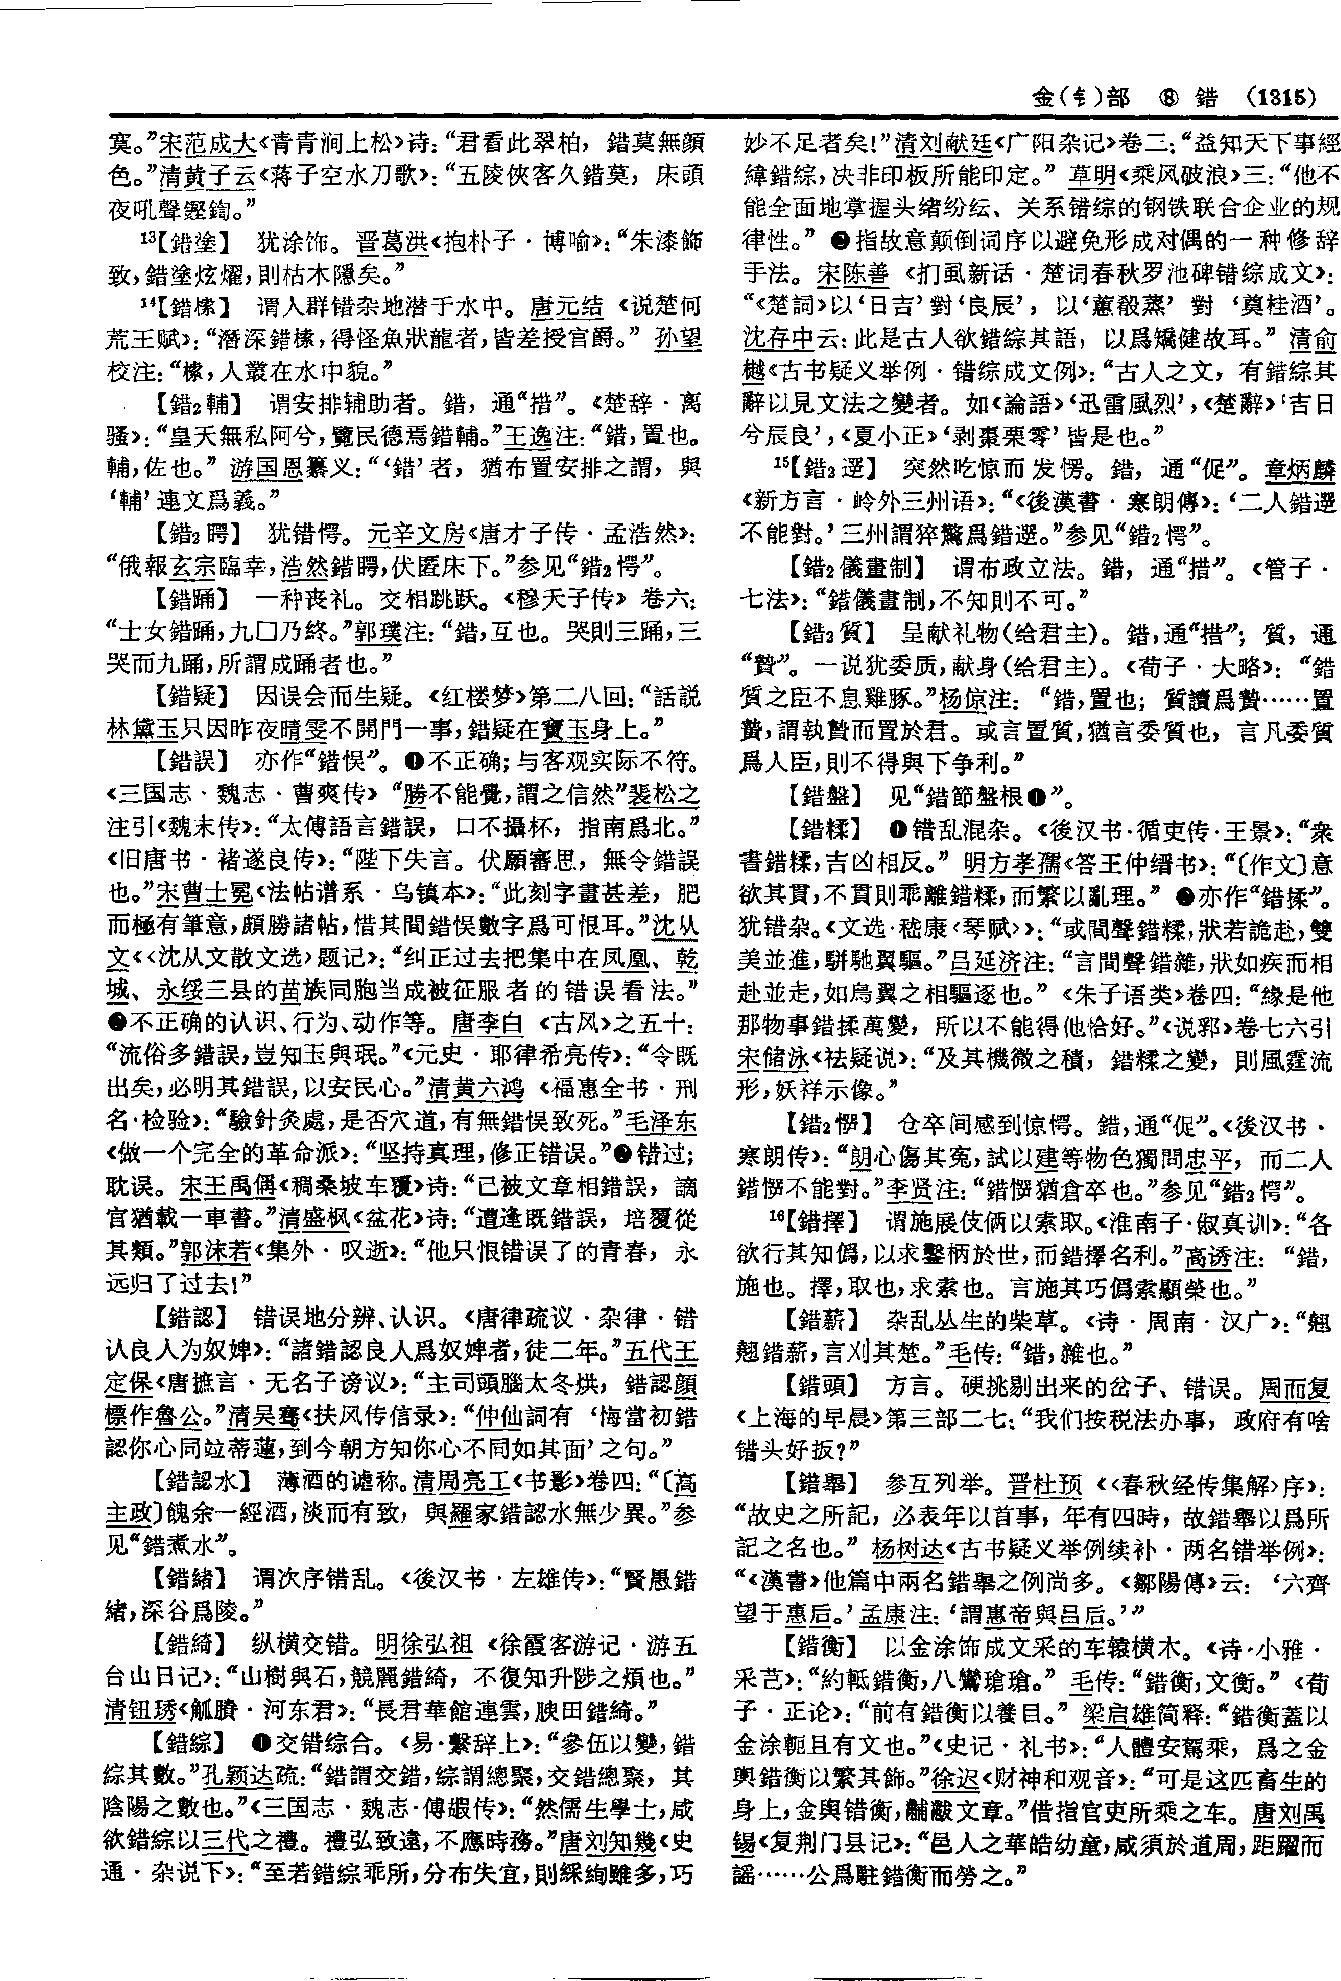 金(钅)部 ⑧ 錯 (1315)
寞。”宋范成大《青青涧上松》诗：“君看此翠柏，錯莫無顔
色。”清黄子云《蒋子空水刀歌》：“五陵俠客久錯莫，床頭
夜吼聲鏗鍧。”
13【錯塗】 犹涂饰。晋葛洪《抱朴子·博喻》：“朱漆飾
致，錯塗炫燿，則枯木隱矣。”
14【錯㵀】 谓人群错杂地潜于水中。唐元结《说楚何
荒王赋》：“潛深錯㵀，得怪魚狀龍者，皆差授官爵。”孙望
校注：“㵀，人叢在水中貌。”
【錯2輔】 谓安排辅助者。錯，通“措”。《楚辞·离
骚》：“皇天無私阿兮，覽民德焉錯輔。”王逸注：“錯，置也。
輔，佐也。”游国恩纂义：“‘錯’者，猶布置安排之謂，與
‘輔’連文爲義。”
【錯2愕】 犹错愕。元辛文房《唐才子传·孟浩然》：
“俄報玄宗臨幸，浩然錯愕，伏匿床下。”参见“錯2愕”。
【錯踊】 一种丧礼。交相跳跃。《穆天子传》卷六：
“士女錯踊，九囗乃終。”郭璞注：“錯，互也。哭則三踊，三
哭而九踊，所謂成踊者也。”
【錯疑】 因误会而生疑。《红楼梦》第二八回：“話説
林黛玉只因昨夜晴雯不開門一事，錯疑在寶玉身上。”
【錯誤】 亦作“錯悮”。❶不正确；与客观实际不符。
《三国志·魏志·曹爽传》“勝不能覺，謂之信然”裴松之
注引《魏末传》：“太傅語言錯誤，口不攝杯，指南爲北。”
《旧唐书·褚遂良传》：“陛下失言。伏願審思，無令錯誤
也。”宋曹士冕《法帖谱系·乌镇本》：“此刻字畫甚差，肥
而極有筆意，頗勝諸帖，惜其間錯悮數字爲可恨耳。”沈从
文《〈沈从文散文选〉题记》：“纠正过去把集中在凤凰、乾
城、永绥三县的苗族同胞当成被征服者的错误看法。”
❷不正确的认识、行为、动作等。唐李白《古风》之五十：
“流俗多錯誤，豈知玉與珉。”《元史·耶律希亮传》：“令既
出矣，必明其錯誤，以安民心。”清黄六鸿《福惠全书·刑
名·检验》：“驗針灸處，是否穴道，有無錯悮致死。”毛泽东
《做一个完全的革命派》：“坚持真理，修正错误。”❸错过；
耽误。宋王禹偁《稠桑坡车覆》诗：“已被文章相錯誤，謫
官猶載一車書。”清盛枫《盆花》诗：“遭逢既錯誤，培覆從
其類。”郭沫若《集外·叹逝》：“他只恨错误了的青春，永
远归了过去！”
【錯認】 错误地分辨、认识。《唐律疏议·杂律·错
认良人为奴婢》：“諸錯認良人爲奴婢者，徒二年。”五代王
定保《唐摭言·无名子谤议》：“主司頭腦太冬烘，錯認顔
標作魯公。”清吴骞《扶风传信录》：“仲仙詞有‘悔當初錯
認你心同竝蒂蓮，到今朝方知你心不同如其面’之句。”
【錯認水】 薄酒的谑称。清周亮工《书影》卷四：“〔高
主政〕餽余一經酒，淡而有致，與羅家錯認水無少異。”参
见“錯煮水”。
【錯緒】 谓次序错乱。《後汉书·左雄传》：“賢愚錯
緒，深谷爲陵。”
【錯綺】 纵横交错。明徐弘祖《徐霞客游记·游五
台山日记》：“山樹與石，競麗錯綺，不復知升陟之煩也。”
清钮琇《觚賸·河东君》：“長君華館連雲，腴田錯綺。”
【錯綜】 ❶交错综合。《易·繫辞上》：“參伍以變，錯
綜其數。”孔颖达疏：“錯謂交錯，綜謂總聚，交錯總聚，其
陰陽之數也。”《三国志·魏志·傅嘏传》：“然儒生學士，咸
欲錯綜以三代之禮。禮弘致遠，不應時務。”唐刘知幾《史
通·杂说下》：“至若錯綜乖所，分布失宜，則綵絢雖多，巧
妙不足者矣！”清刘献廷《广阳杂记》卷三：“益知天下事經
緯錯綜，决非印板所能印定。”草明《乘风破浪》三：“他不
能全面地掌握头绪纷纭、关系错综的钢铁联合企业的规
律性。”❷指故意颠倒词序以避免形成对偶的一种修辞
手法。宋陈善《扪虱新话·楚词春秋罗池碑错综成文》：
“《楚詞》以‘日吉’對‘良辰’，以‘蕙殽蒸’對‘奠桂酒’。
沈存中云：此是古人欲錯綜其語，以爲矯健故耳。”清俞
樾《古书疑义举例·错综成文例》：“古人之文，有錯綜其
辭以見文法之變者。如《論語》‘迅雷風烈’，《楚辭》‘吉日
兮辰良’，《夏小正》‘剥棗栗零’皆是也。”
15【錯2遻】 突然吃惊而发愣。錯，通“促”。章炳麟
《新方言·岭外三州语》：“《後漢書·寒朗傳》：‘二人錯遻
不能對。’三州謂猝驚爲錯遻。”参见“錯2愕”。
【錯2儀畫制】 谓布政立法。錯，通“措”。《管子·
七法》：“錯儀畫制，不知則不可。”
【錯2質】 呈献礼物（给君主）。錯，通“措”；質，通
“贄”。一说犹委质，献身（给君主）。《荀子·大略》：“錯
質之臣不息雞豚。”杨倞注：“錯，置也；質讀爲贄……置
贄，謂執贄而置於君。或言置質，猶言委質也，言凡委質
爲人臣，則不得與下争利。”
【錯盤】 见“錯節盤根❶”。
【錯糅】 ❶错乱混杂。《後汉书·循吏传·王景》：“衆
書錯糅，吉凶相反。”明方孝孺《答王仲缙书》：“〔作文〕意
欲其貫，不貫則乖離錯糅，而繁以亂理。”❷亦作“錯揉”。
犹错杂。《文选·嵇康〈琴赋〉》：“或間聲錯糅，狀若詭赴，雙
美並進，駢馳翼驅。”吕延济注：“言間聲錯雜，狀如疾而相
赴並走，如鳥翼之相驅逐也。”《朱子语类》卷四：“緣是他
那物事錯揉萬變，所以不能得他恰好。”《说郛》卷七六引
宋储泳《祛疑说》：“及其機微之積，錯糅之變，則風霆流
形，妖祥示像。”
【錯2愕】 仓卒间感到惊愕。錯，通“促”。《後汉书·
寒朗传》：“朗心傷其冤，試以建等物色獨問忠平，而二人
錯愕不能對。”李贤注：“錯愕猶倉卒也。”参见“錯2愕”。
16【錯擇】 谓施展伎俩以索取。《淮南子·俶真训》：“各
欲行其知僞，以求鑿枘於世，而錯擇名利。”高诱注：“錯，
施也。擇，取也，求索也。言施其巧僞索顯榮也。”
【錯薪】 杂乱丛生的柴草。《诗·周南·汉广》：“翹
翹錯薪，言刈其楚。”毛传：“錯，雜也。”
【錯頭】 方言。硬挑剔出来的岔子、错误。周而复
《上海的早晨》第三部二七：“我们按税法办事，政府有啥
错头好扳？”
【錯舉】 参互列举。晋杜预《〈春秋经传集解〉序》：
“故史之所記，必表年以首事，年有四時，故錯舉以爲所
記之名也。”杨树达《古书疑义举例续补·两名错举例》：
“《漢書》他篇中兩名錯舉之例尚多。《鄒陽傳》云：‘六齊
望于惠后。’孟康注：‘謂惠帝與吕后。’”
【錯衡】 以金涂饰成文采的车辕横木。《诗·小雅·
采芑》：“約軧錯衡，八鸞瑲瑲。”毛传：“錯衡，文衡。”《荀
子·正论》：“前有錯衡以養目。”梁启雄简释：“錯衡蓋以
金涂軛且有文也。”《史记·礼书》：“人體安駕乘，爲之金
輿錯衡以繁其飾。”徐迟《财神和观音》：“可是这匹畜生的
身上，金舆错衡，黼黻文章。”借指官吏所乘之车。唐刘禹
锡《复荆门县记》：“邑人之華皓幼童，咸須於道周，距躍而
謡……公爲駐錯衡而勞之。”